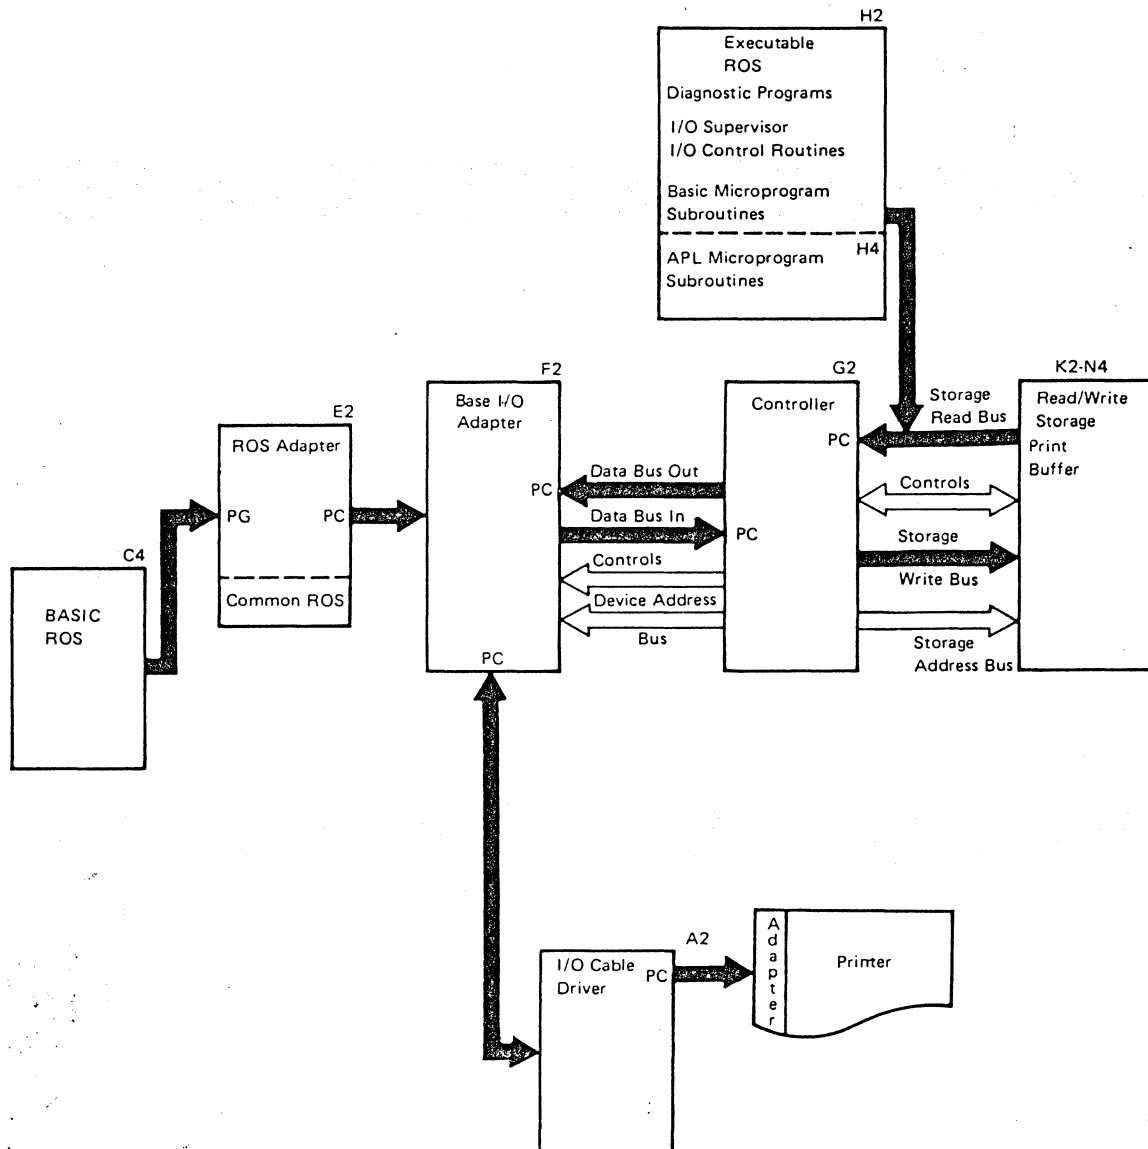 H2
Executable
ROS
Diagnostic Programs
I/O Supervisor
I/O Control Routines
Basic Microprogram
Subroutines
H4
APL Microprogram
Subroutines
F2
Base I/O
Adapter
PC
PC
G2
Controller
PC
PC
Storage
Read Bus
K2-N4
Read/Write
Storage
Print
Buffer
E2
ROS Adapter
PG
PC
Common ROS
C4
BASIC
ROS
Data Bus Out
Data Bus In
Controls
Device Address
Bus
Controls
Storage
Write Bus
Storage
Address Bus
I/O Cable
Driver
PC
A2
Adapter
Printer